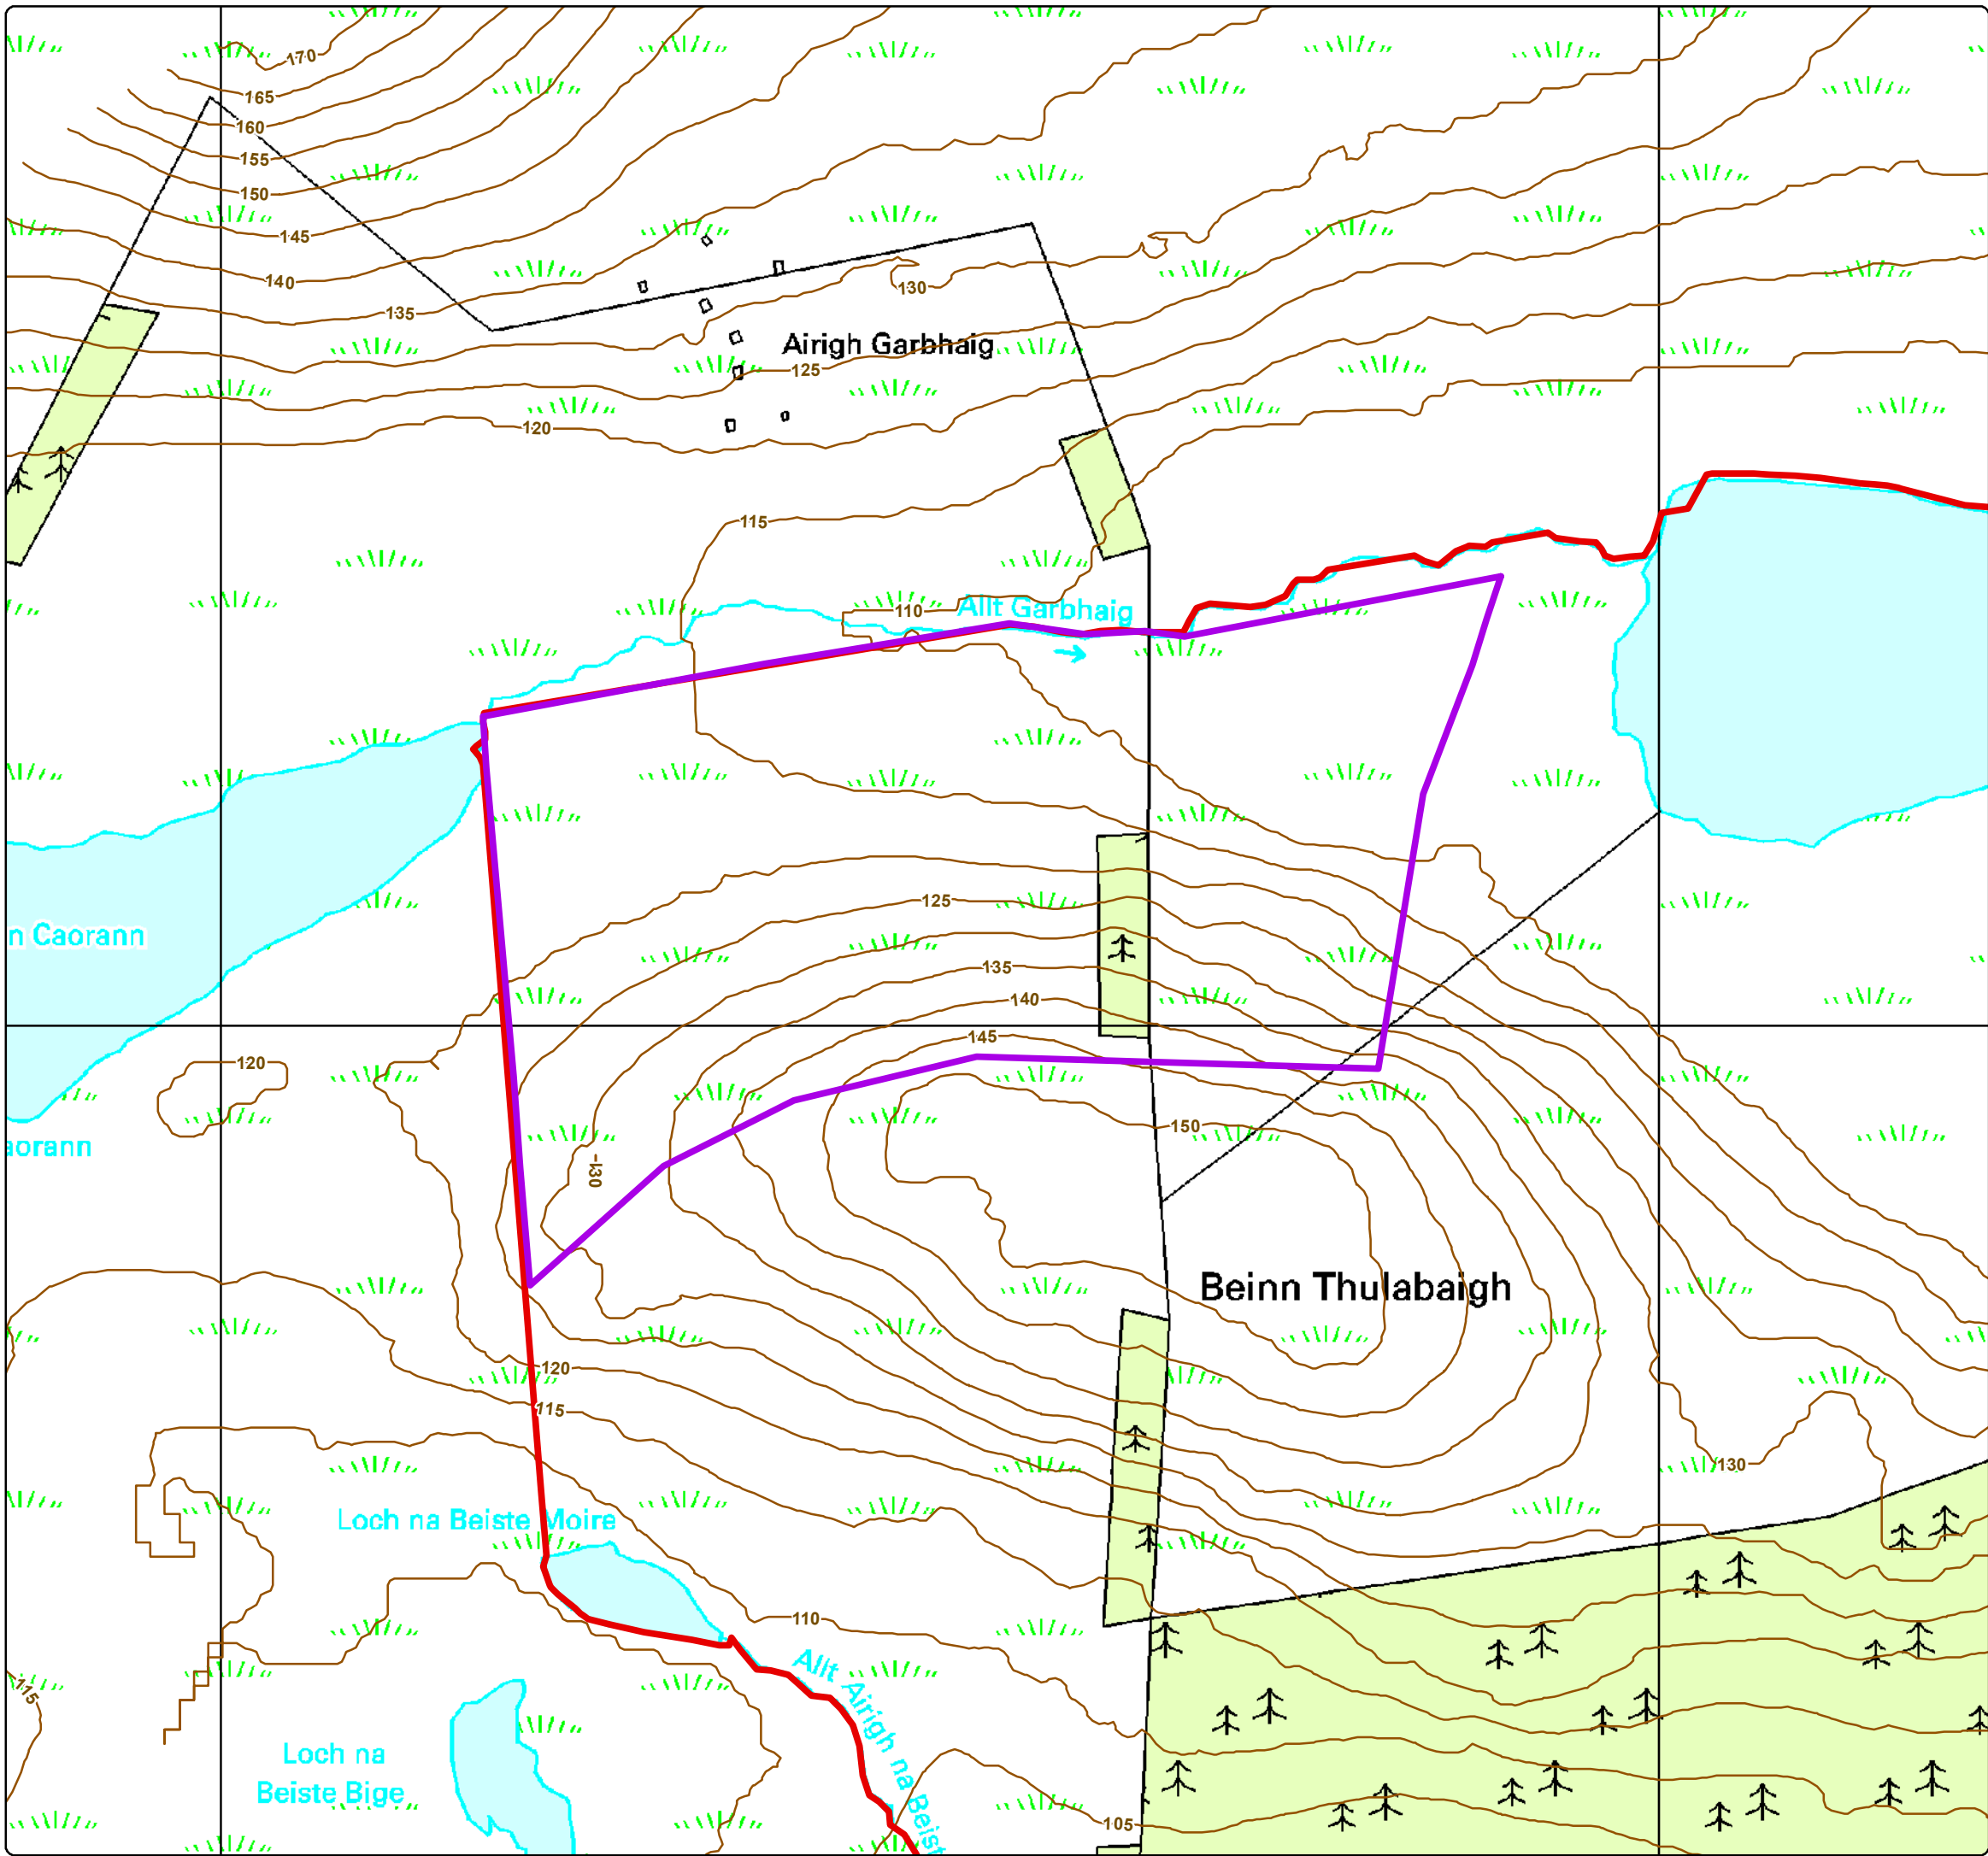 170
165
160
155
150
145
140
135
130
Airigh Garbhaig
125
120
115
110
Allt Garbhaig
125
n Caorann
135
140
145
120
aorann
150
130
Beinn Thulabaigh
120
115
130
Loch na Beiste Moire
110
Allt Airigh na Beist
115
Loch na
Beiste Bige
105